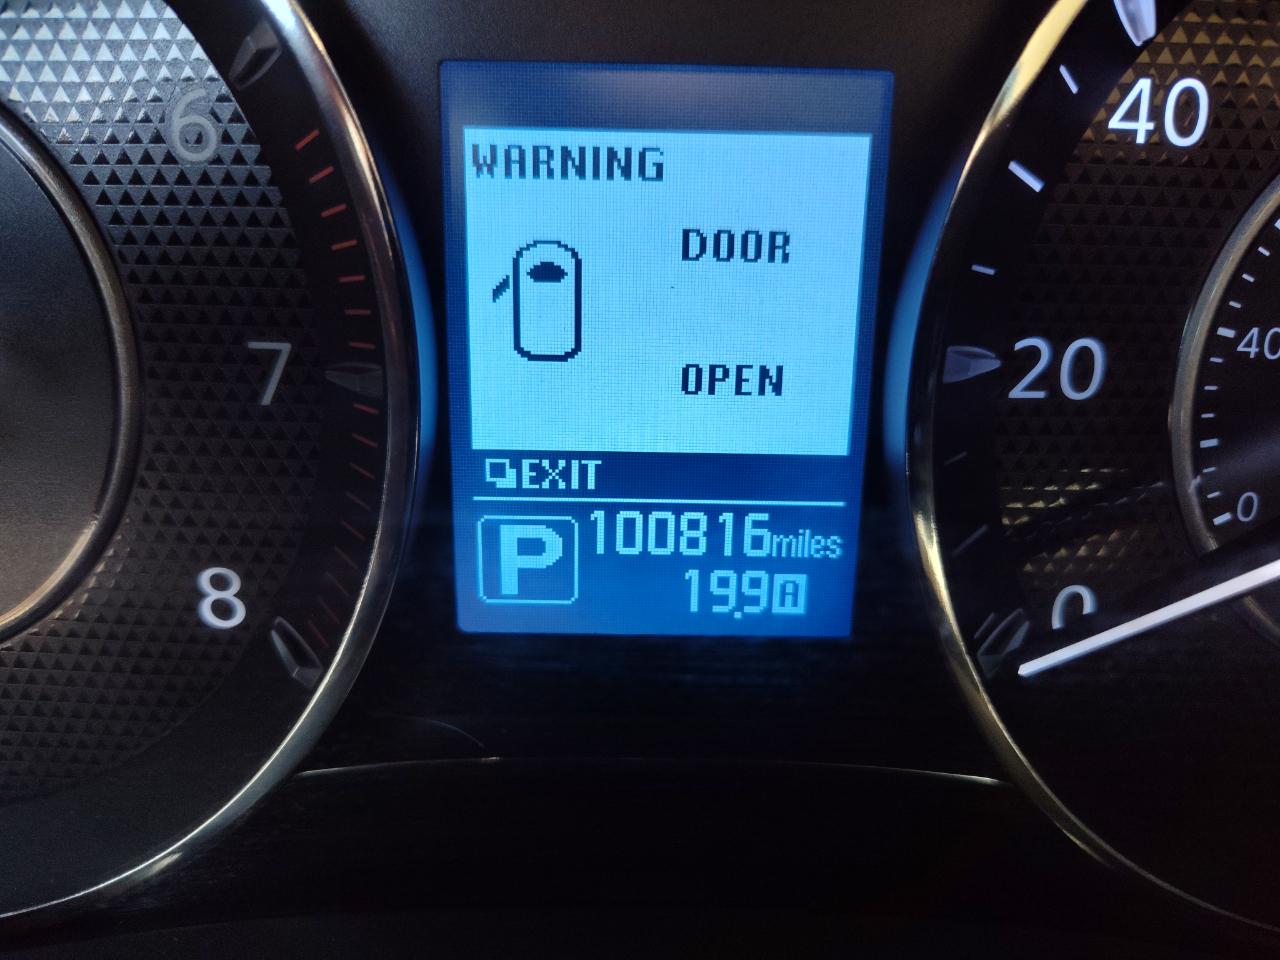 6
7
8
WARNING
DOOR
OPEN
EXIT
P 100816miles
19.9 A
40
20
0
40
0